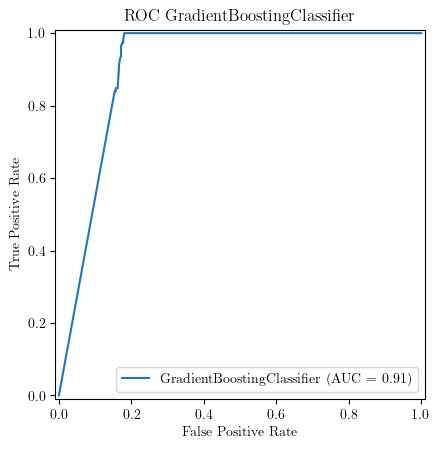 ROC GradientBoostingClassifier
1.0
0.8
0.6
0.4
0.2
0.0
True Positive Rate
GradientBoostingClassifier (AUC = 0.91)
0.0 0.2 0.4 0.6 0.8 1.0
False Positive Rate